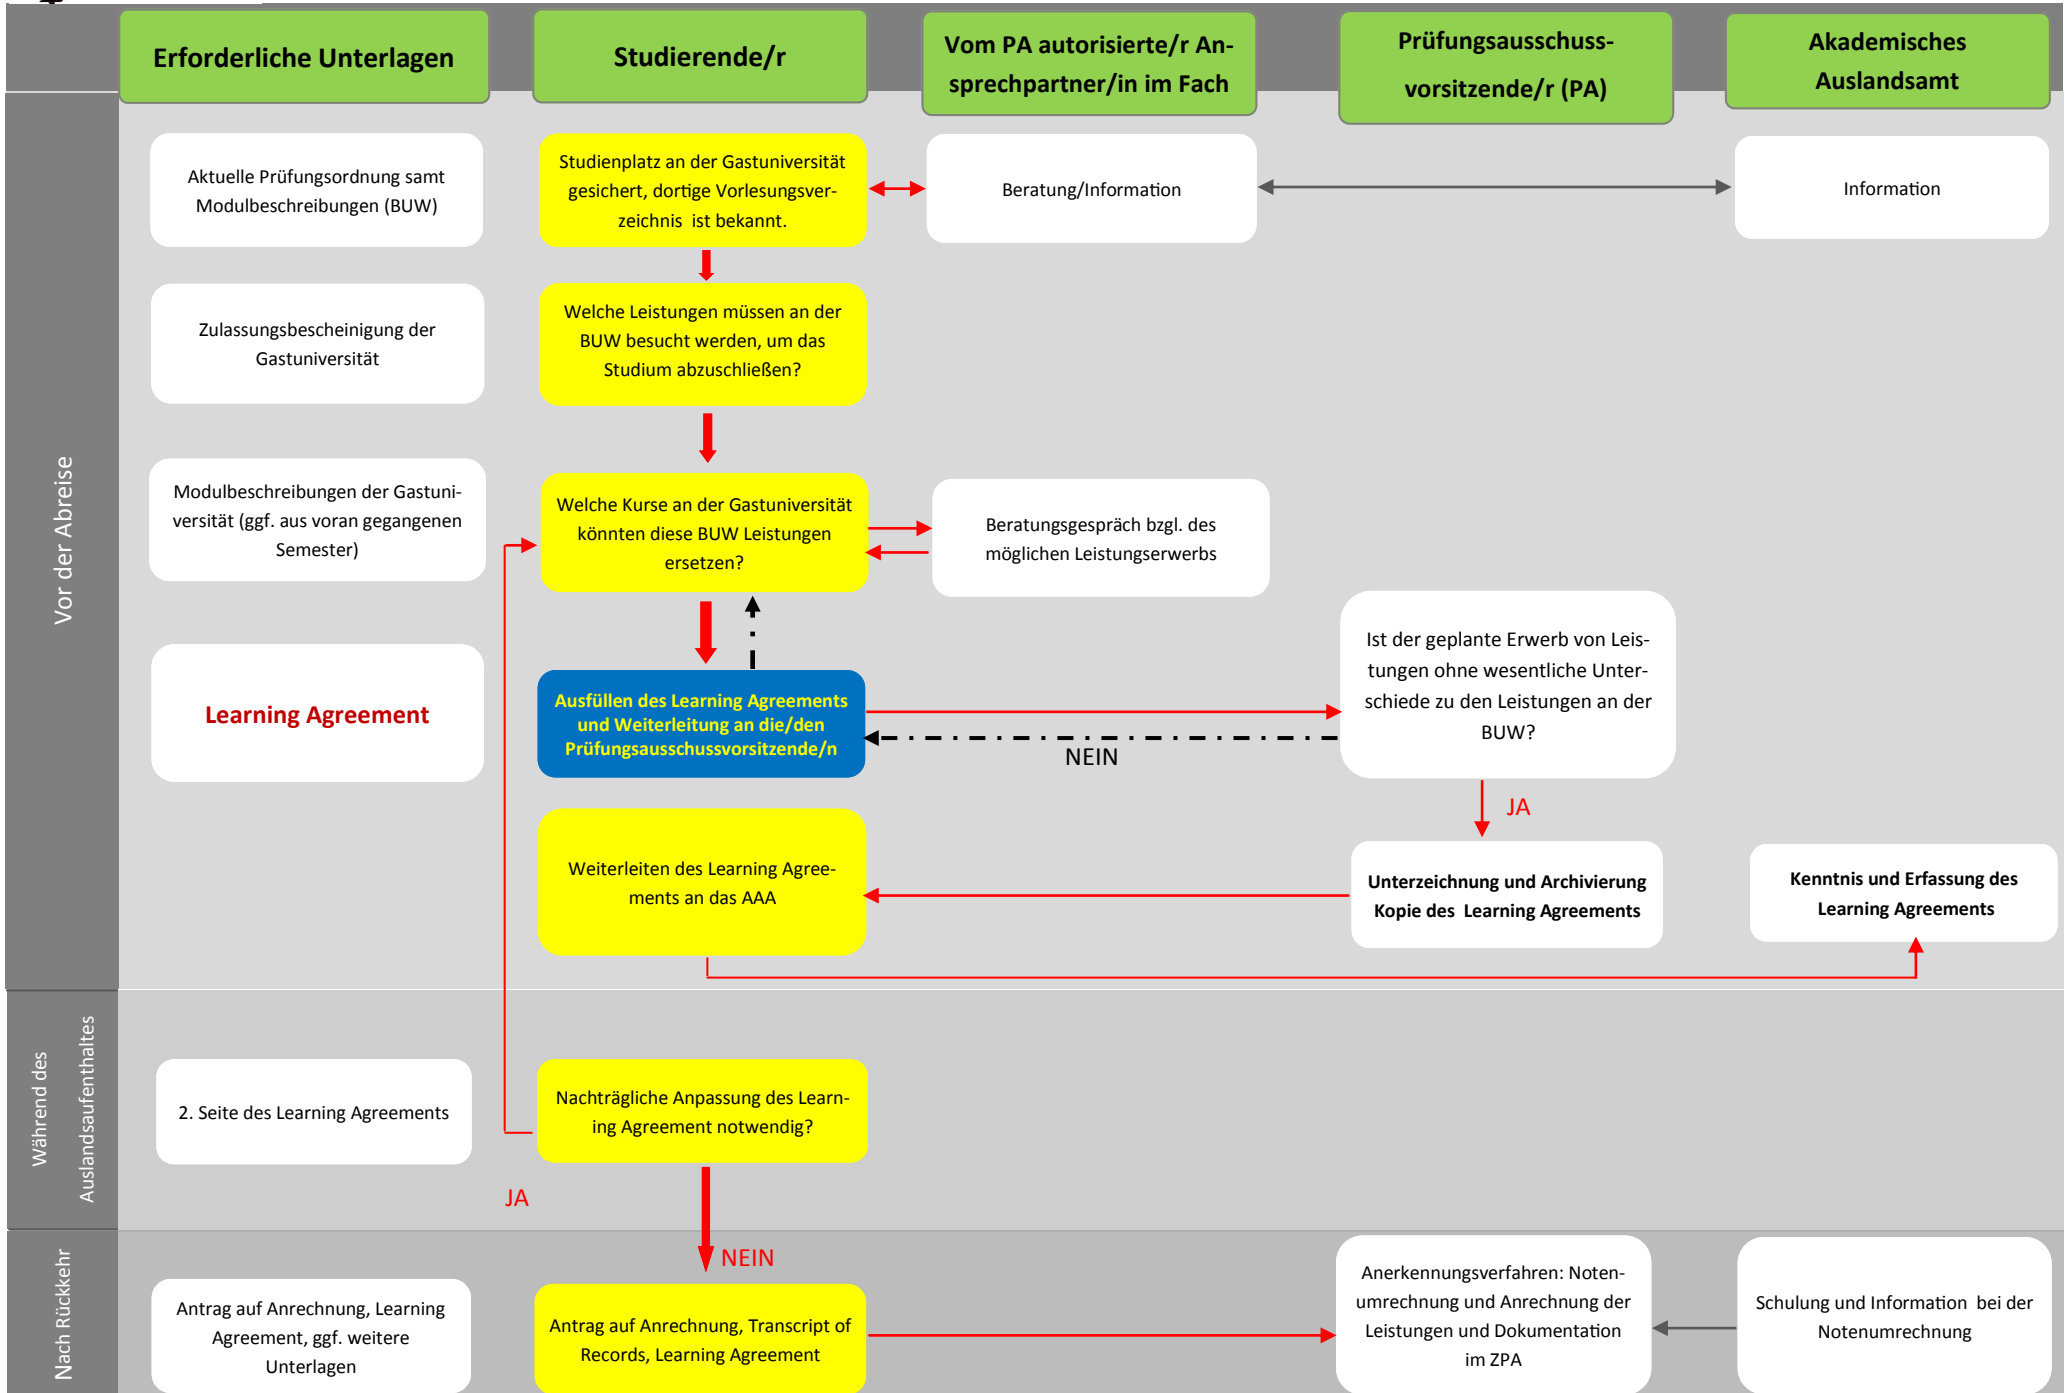 Erforderliche Unterlagen
Studierende/r
Vom PA autorisierte/r An-
sprechpartner/in im Fach
Prüfungsausschuss-
vorsitzende/r (PA)
Akademisches
Auslandsamt
Vor der Abreise
Aktuelle Prüfungsordnung samt
Modulbeschreibungen (BUW)
Studienplatz an der Gastuniversität
gesichert, dortige Vorlesungsver-
zeichnis ist bekannt.
Beratung/Information
Information
Zulassungsbescheinigung der
Gastuniversität
Welche Leistungen müssen an der
BUW besucht werden, um das
Studium abzuschließen?
Modulbeschreibungen der Gastuni-
versität (ggf. aus voran gegangenen
Semester)
Welche Kurse an der Gastuniversität
könnten diese BUW Leistungen
ersetzen?
Beratungsgespräch bzgl. des
möglichen Leistungserwerbs
Learning Agreement
Ausfüllen des Learning Agreements
und Weiterleitung an die/den
Prüfungsausschussvorsitzende/n
NEIN
Ist der geplante Erwerb von Leis-
tungen ohne wesentliche Unter-
schiede zu den Leistungen an der
BUW?
JA
Weiterleiten des Learning Agree-
ments an das AAA
Unterzeichnung und Archivierung
Kopie des Learning Agreements
Kenntnis und Erfassung des
Learning Agreements
Während des
Auslandsaufenthaltes
2. Seite des Learning Agreements
Nachträgliche Anpassung des Learn-
ing Agreement notwendig?
JA
NEIN
Nach Rückkehr
Antrag auf Anrechnung, Learning
Agreement, ggf. weitere
Unterlagen
Antrag auf Anrechnung, Transcript of
Records, Learning Agreement
Anerkennungsverfahren: Noten-
umrechnung und Anrechnung der
Leistungen und Dokumentation
im ZPA
Schulung und Information bei der
Notenumrechnung